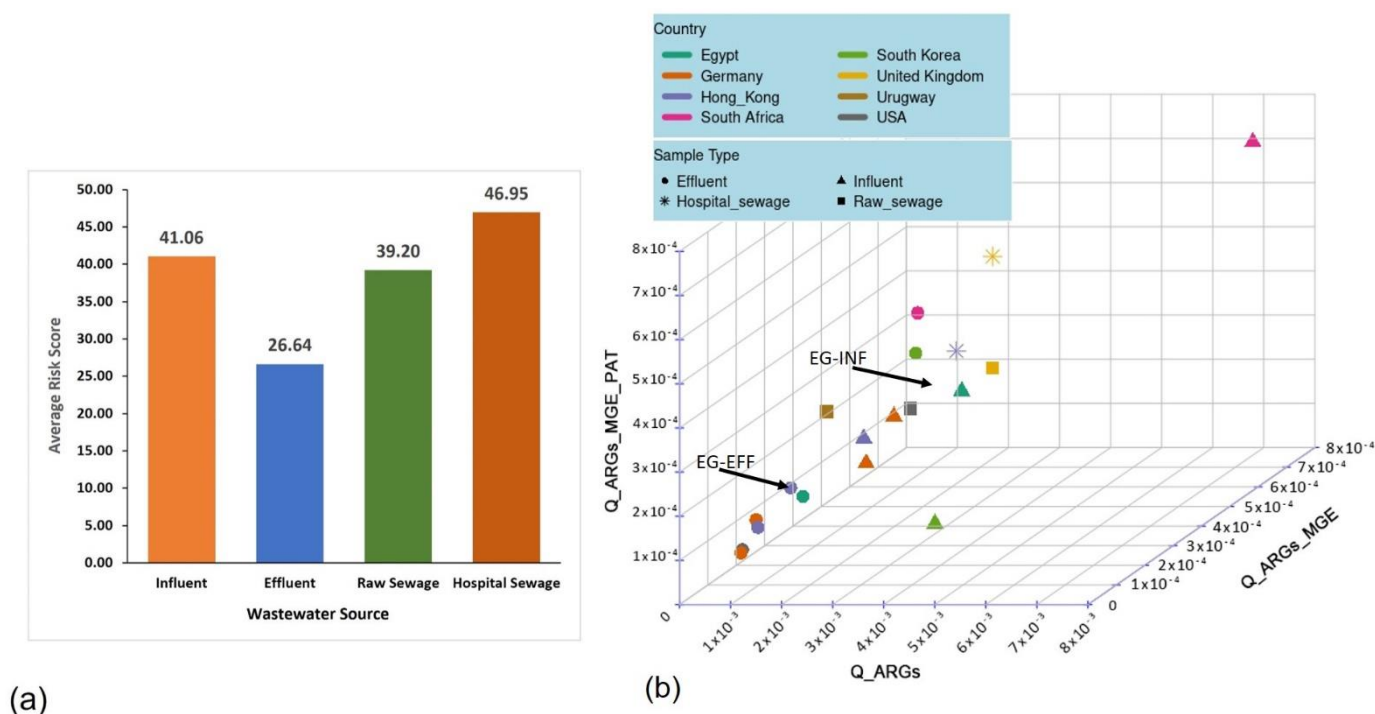 50.00
45.00
40.00
35.00
30.00
25.00
20.00
15.00
10.00
5.00
0.00
Average Risk Score
41.06
26.64
39.20
46.95
Influent
Effluent
Raw Sewage
Hospital Sewage
Wastewater Source
(a)
Country
Egypt
Germany
Hong_Kong
South Africa
South Korea
United Kingdom
Urugway
USA
Sample Type
Effluent
Hospital_sewage
Influent
Raw_sewage
8x10⁻⁴
7x10⁻⁴
6x10⁻⁴
5x10⁻⁴
4x10⁻⁴
3x10⁻⁴
2x10⁻⁴
1x10⁻⁴
Q_ARGs_MGE_PAT
EG-INF
EG-EFF
0
1x10⁻³
2x10⁻³
3x10⁻³
4x10⁻³
5x10⁻³
6x10⁻³
7x10⁻³
8x10⁻³
Q_ARGs
0
1x10⁻⁴
2x10⁻⁴
3x10⁻⁴
4x10⁻⁴
5x10⁻⁴
6x10⁻⁴
7x10⁻⁴
8x10⁻⁴
Q_ARGs_MGE
(b)